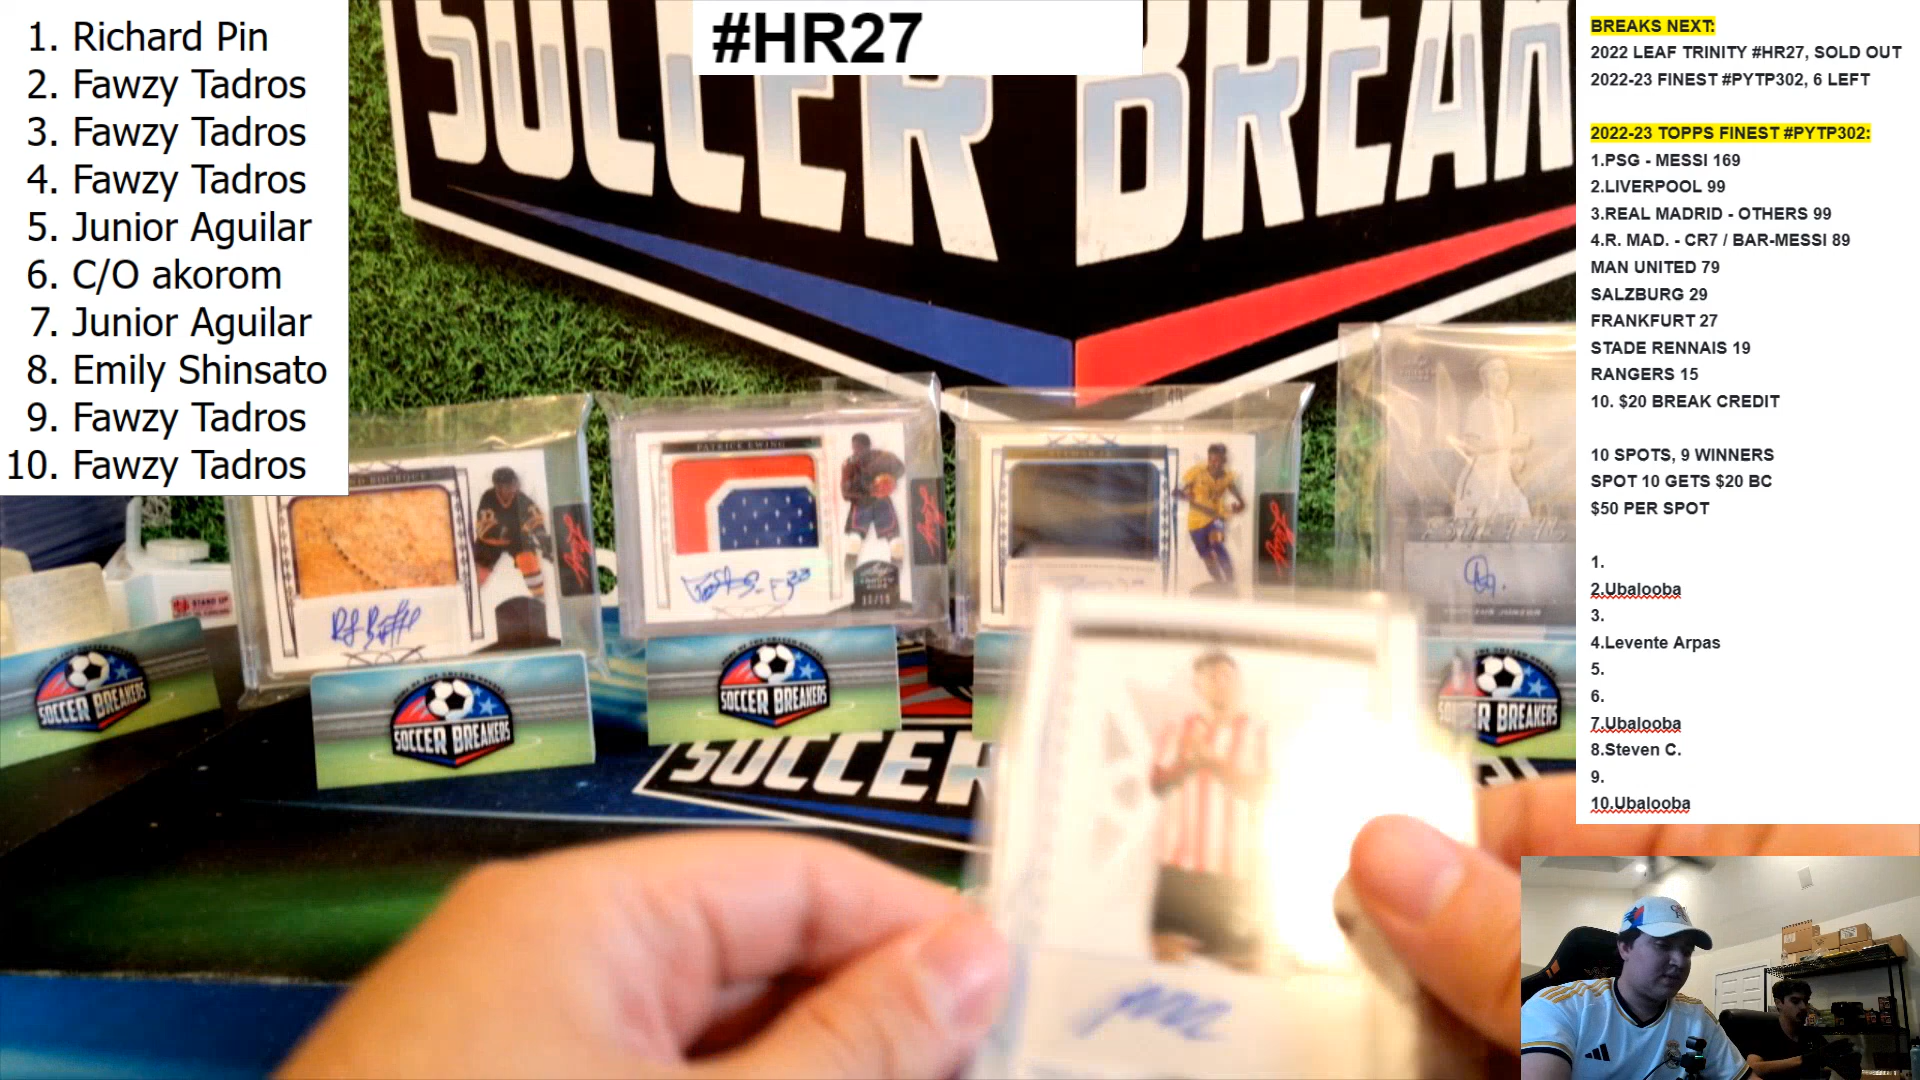 1. Richard Pin
2. Fawzy Tadros
3. Fawzy Tadros
4. Fawzy Tadros
5. Junior Aguilar
6. C/O akorom
7. Junior Aguilar
8. Emily Shinsato
9. Fawzy Tadros
10. Fawzy Tadros
#HR27
SOCCER BREA
BREAKS NEXT:
2022 LEAF TRINITY #HR27, SOLD OUT
2022-23 FINEST #PYTP302, 6 LEFT
2022-23 TOPPS FINEST #PYTP302:
1.PSG - MESSI 169
2.LIVERPOOL 99
3.REAL MADRID - OTHERS 99
4.R. MAD. - CR7 / BAR-MESSI 89
MAN UNITED 79
SALZBURG 29
FRANKFURT 27
STADE RENNAIS 19
RANGERS 15
10. $20 BREAK CREDIT
10 SPOTS, 9 WINNERS
SPOT 10 GETS $20 BC
$50 PER SPOT
1.
2.Ubalooba
3.
4.Levente Arpas
5.
6.
7.Ubalooba
8.Steven C.
9.
10.Ubalooba
PATRICK EWING
SOCCER BREAKERS
SOCCER BREAKERS
SOCCER BREAKERS
SOCCE
R BREAKERS